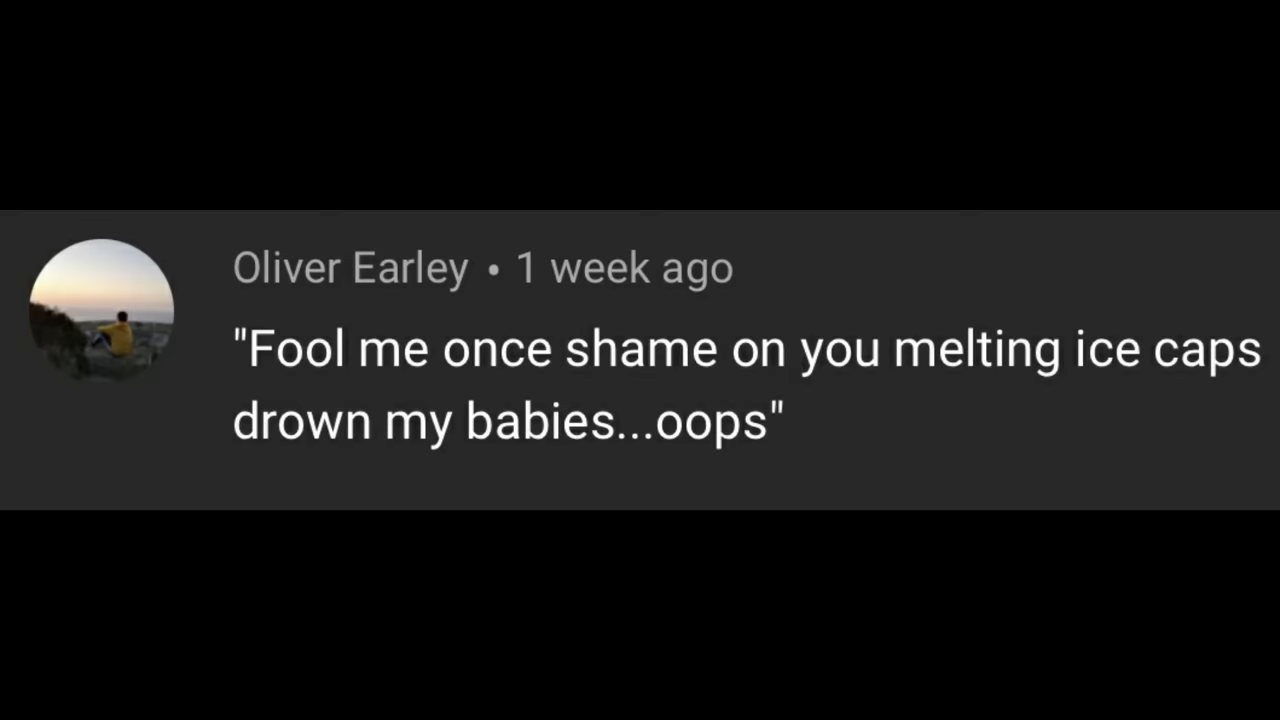 Oliver Earley • 1 week ago
"Fool me once shame on you melting ice caps
drown my babies...oops"